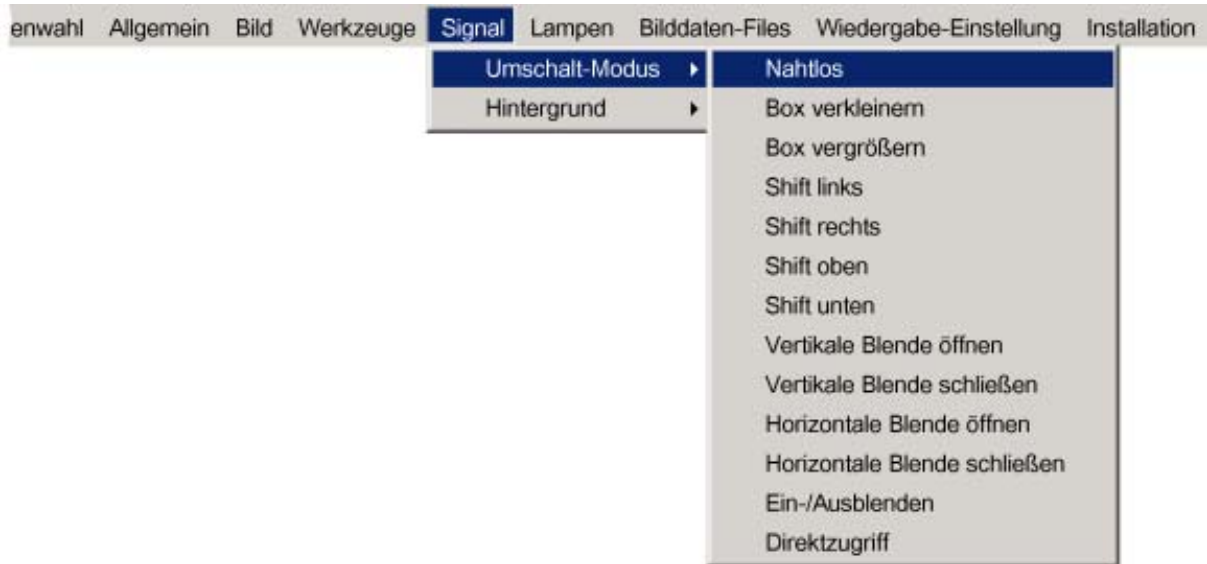 enwahl Allgemein Bild Werkzeuge Signal Lampen Bilddaten-Files Wiedergabe-Einstellung Installation
Umschalt-Modus Nahtlos
Hintergrund Box verkleinern
Box vergrößern
Shift links
Shift rechts
Shift oben
Shift unten
Vertikale Blende öffnen
Vertikale Blende schließen
Horizontale Blende öffnen
Horizontale Blende schließen
Ein-/Ausblenden
Direktzugriff